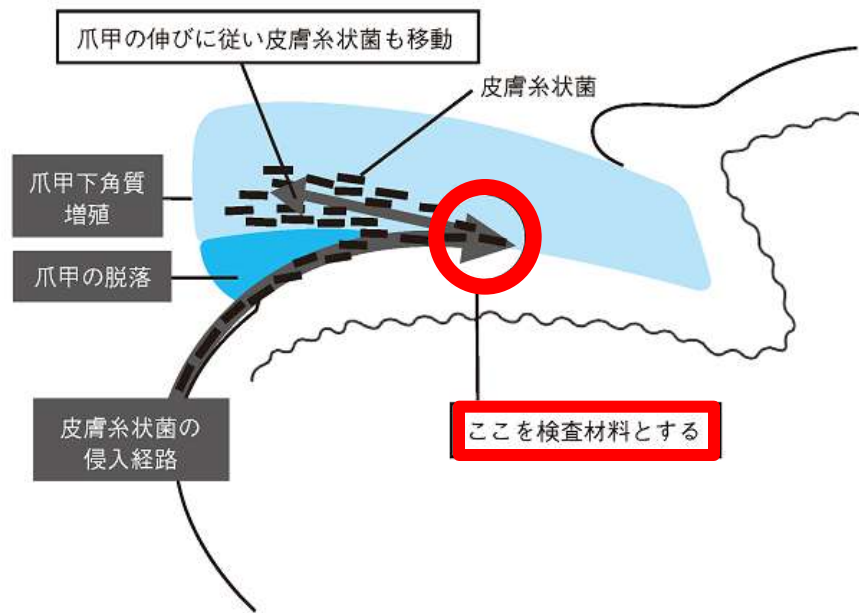 爪甲の伸びに従い皮膚糸状菌も移動
皮膚糸状菌
爪甲下角質
増殖
爪甲の脱落
皮膚糸状菌の
侵入経路
ここを検査材料とする